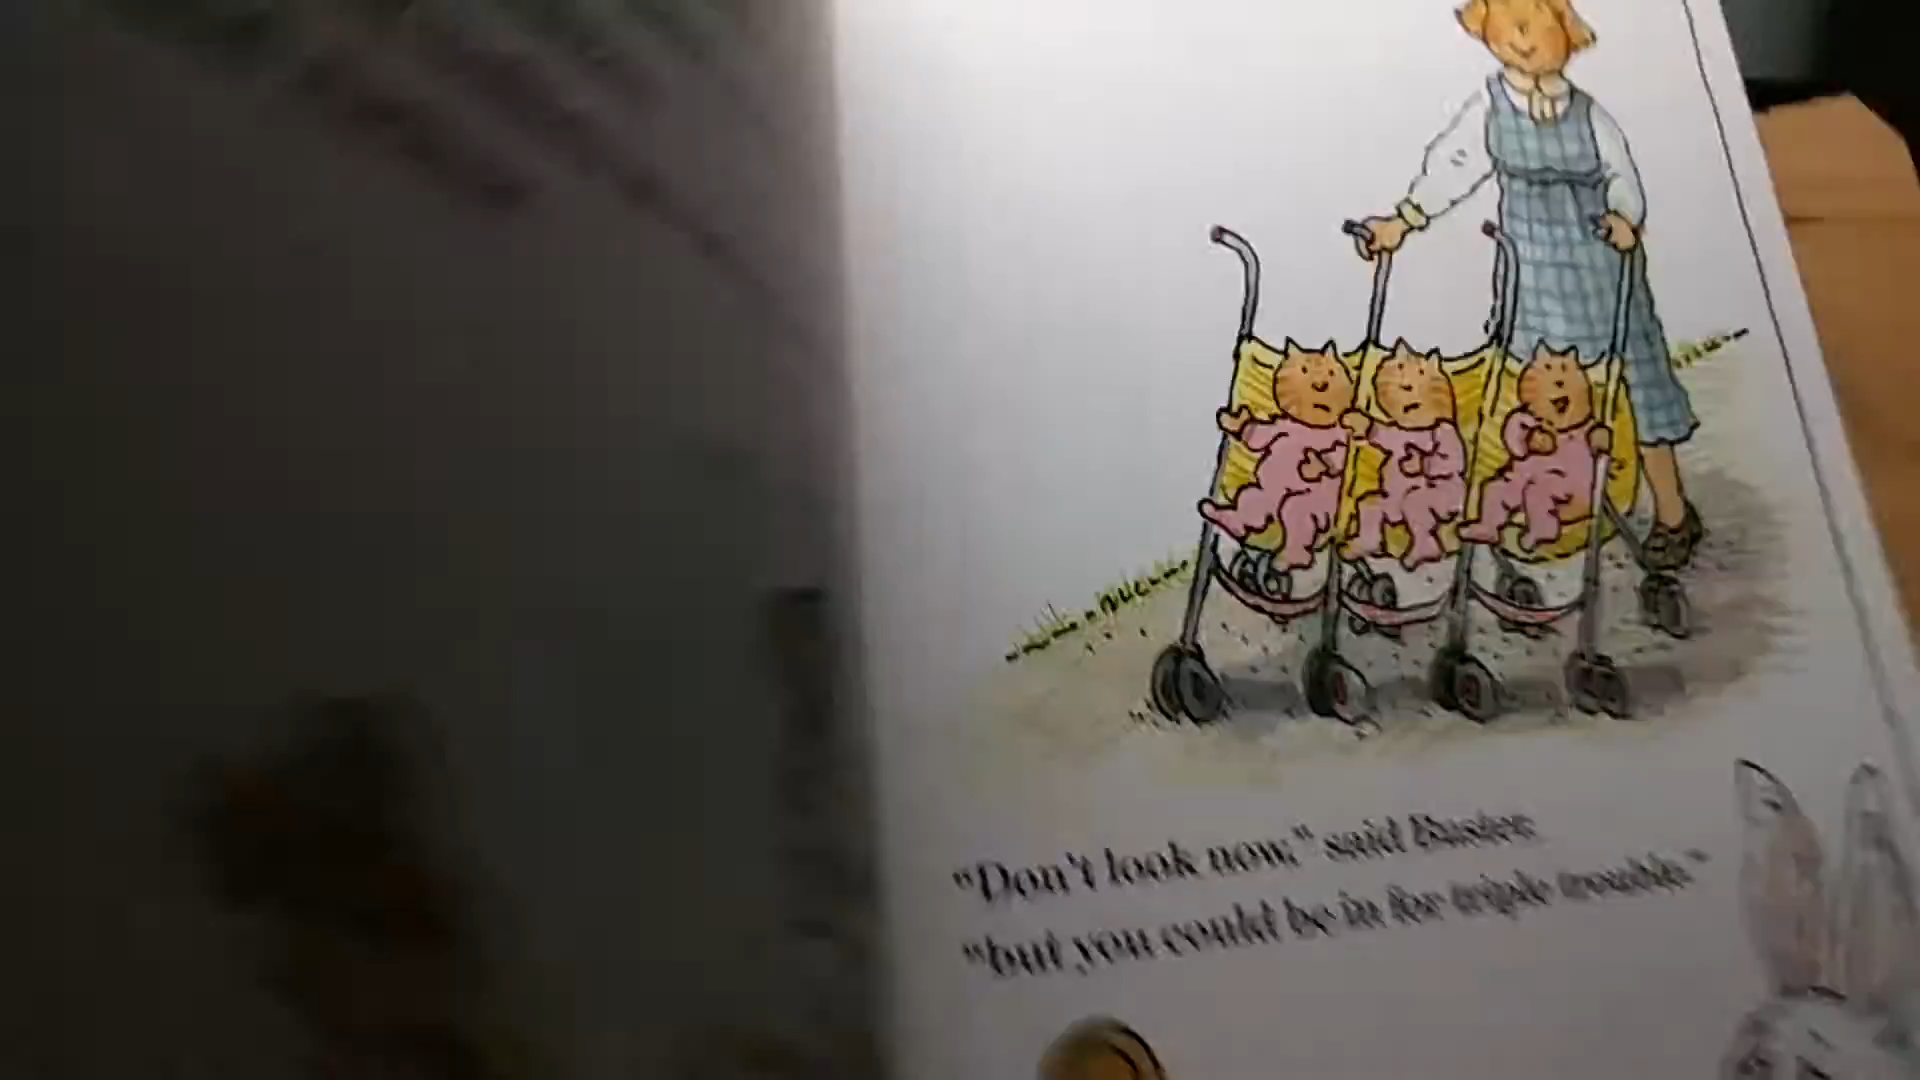 "Don't look now," said Buster,
"but you could be in for triple trouble."